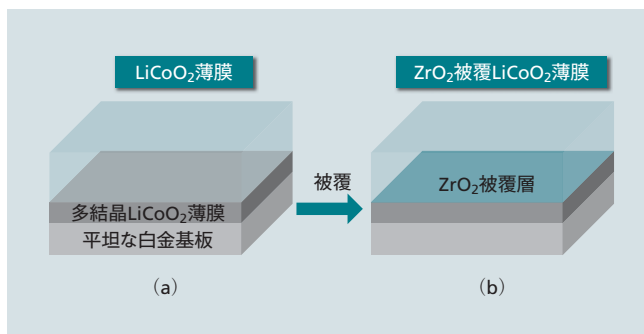 LiCoO₂薄膜
ZrO₂被覆LiCoO₂薄膜
被覆
ZrO₂被覆層
多結晶LiCoO₂薄膜
平坦な白金基板
（a）
（b）